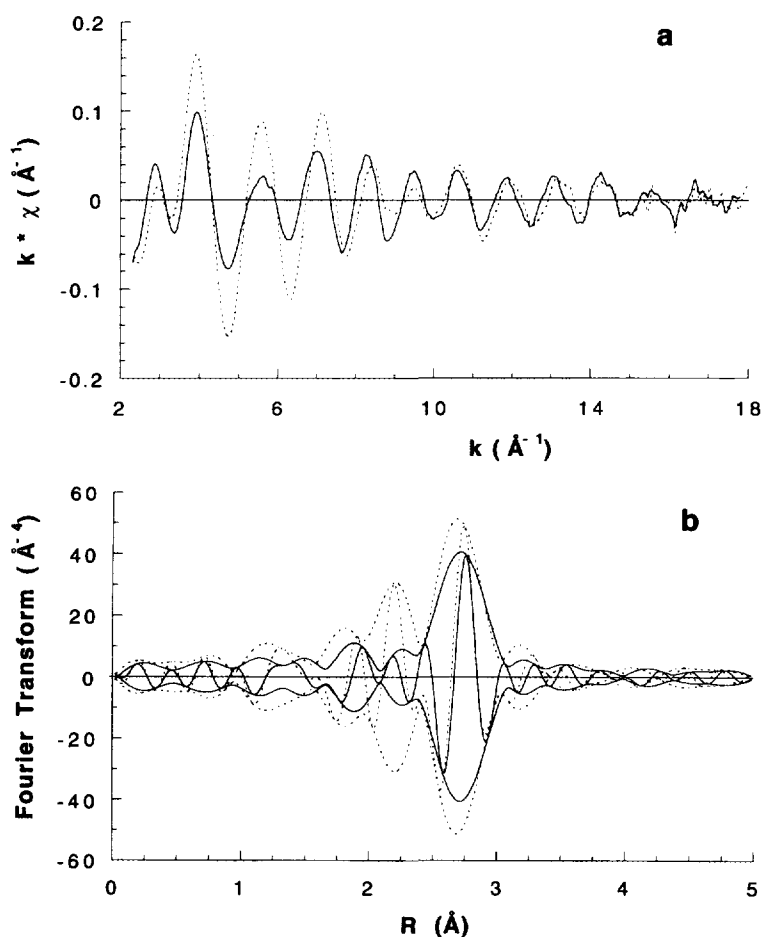 0.2
a
0.1
0
-0.1
-0.2
k * χ ( Å⁻¹ )
2 6 10 14 18
k ( Å⁻¹ )
60
b
40
20
0
-20
-40
-60
Fourier Transform ( Å⁻⁴ )
0 1 2 3 4 5
R (Å)